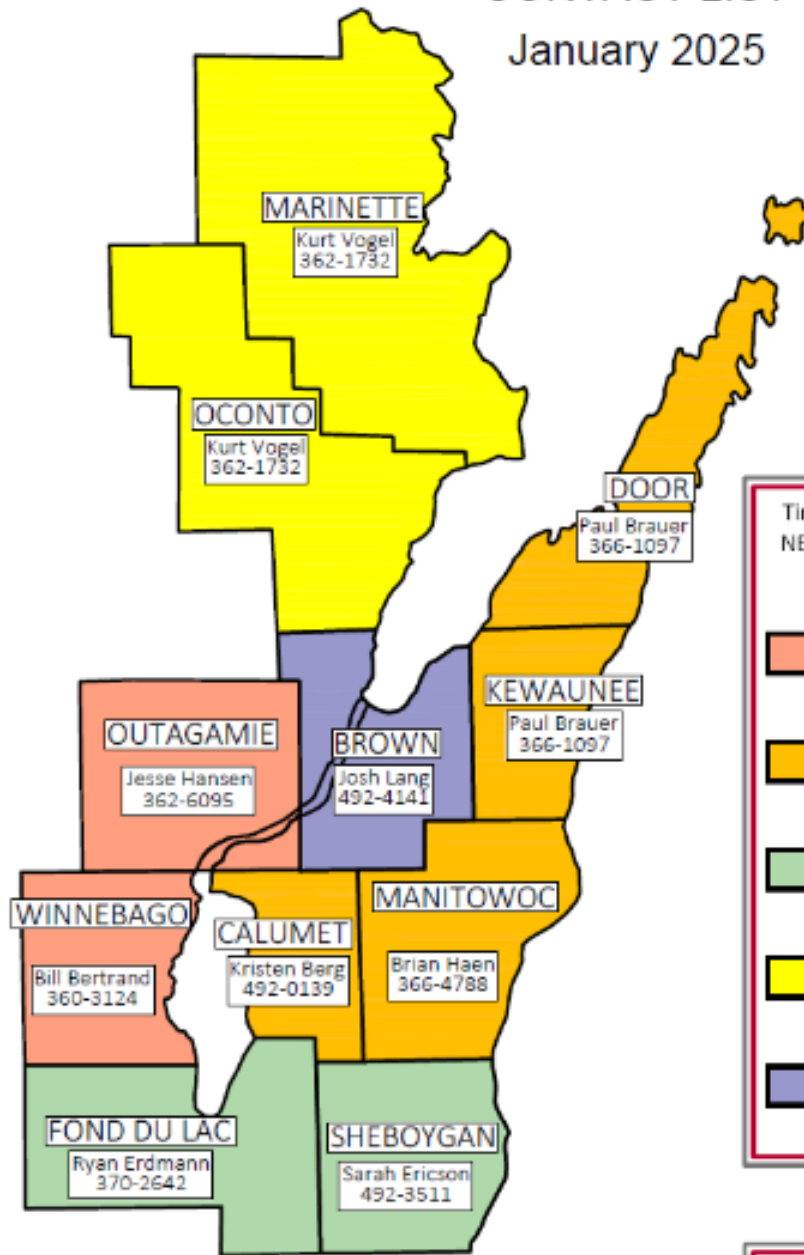 January 2025
MARINETTE
Kurt Vogel
362-1732
OCONTO
Kurt Vogel
362-1732
DOOR
Paul Brauer
366-1097
KEWAUNEE
Paul Brauer
366-1097
OUTAGAMIE
Jesse Hansen
362-6095
BROWN
Josh Lang
492-4141
WINNEBAGO
Bill Bertrand
360-3124
CALUMET
Kristen Berg
492-0139
MANITOWOC
Brian Haen
366-4788
FOND DU LAC
Ryan Erdmann
370-2642
SHEBOYGAN
Sarah Ericson
492-3511